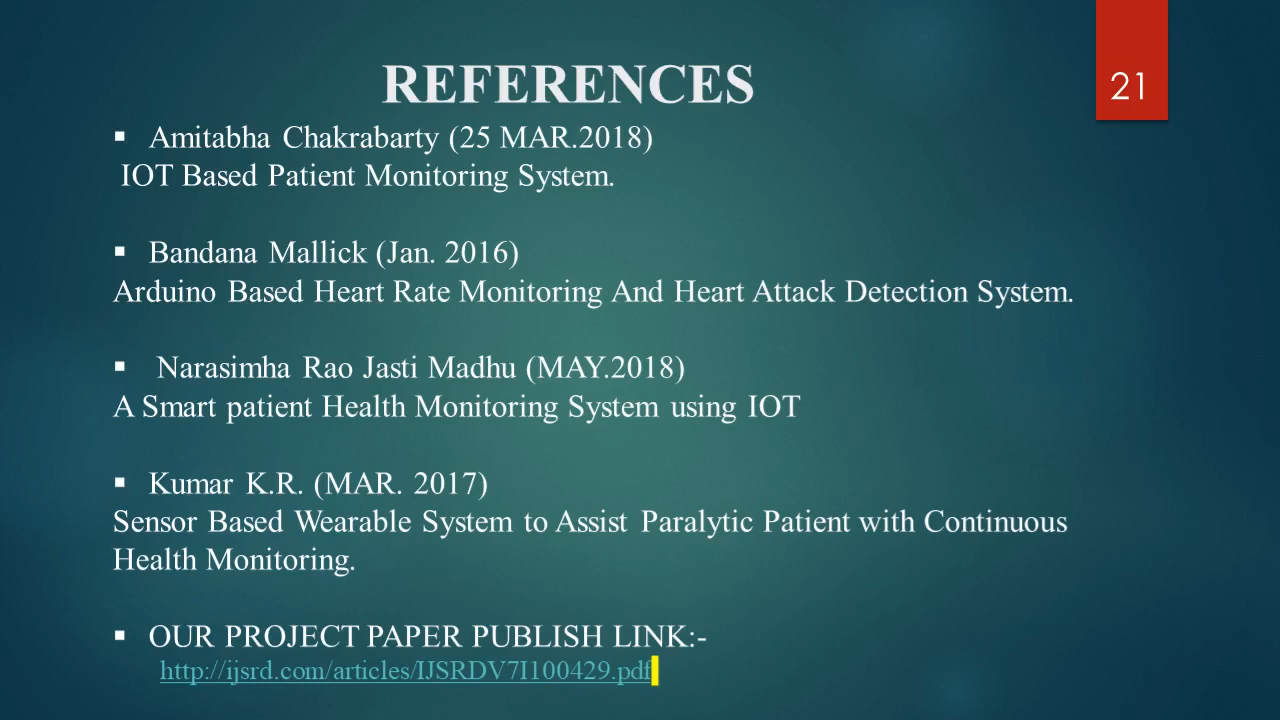 REFERENCES
21
▪ Amitabha Chakrabarty (25 MAR.2018)
IOT Based Patient Monitoring System.
▪ Bandana Mallick (Jan. 2016)
Arduino Based Heart Rate Monitoring And Heart Attack Detection System.
▪ Narasimha Rao Jasti Madhu (MAY.2018)
A Smart patient Health Monitoring System using IOT
▪ Kumar K.R. (MAR. 2017)
Sensor Based Wearable System to Assist Paralytic Patient with Continuous
Health Monitoring.
▪ OUR PROJECT PAPER PUBLISH LINK:-
http://ijsrd.com/articles/IJSRDV7I100429.pdf